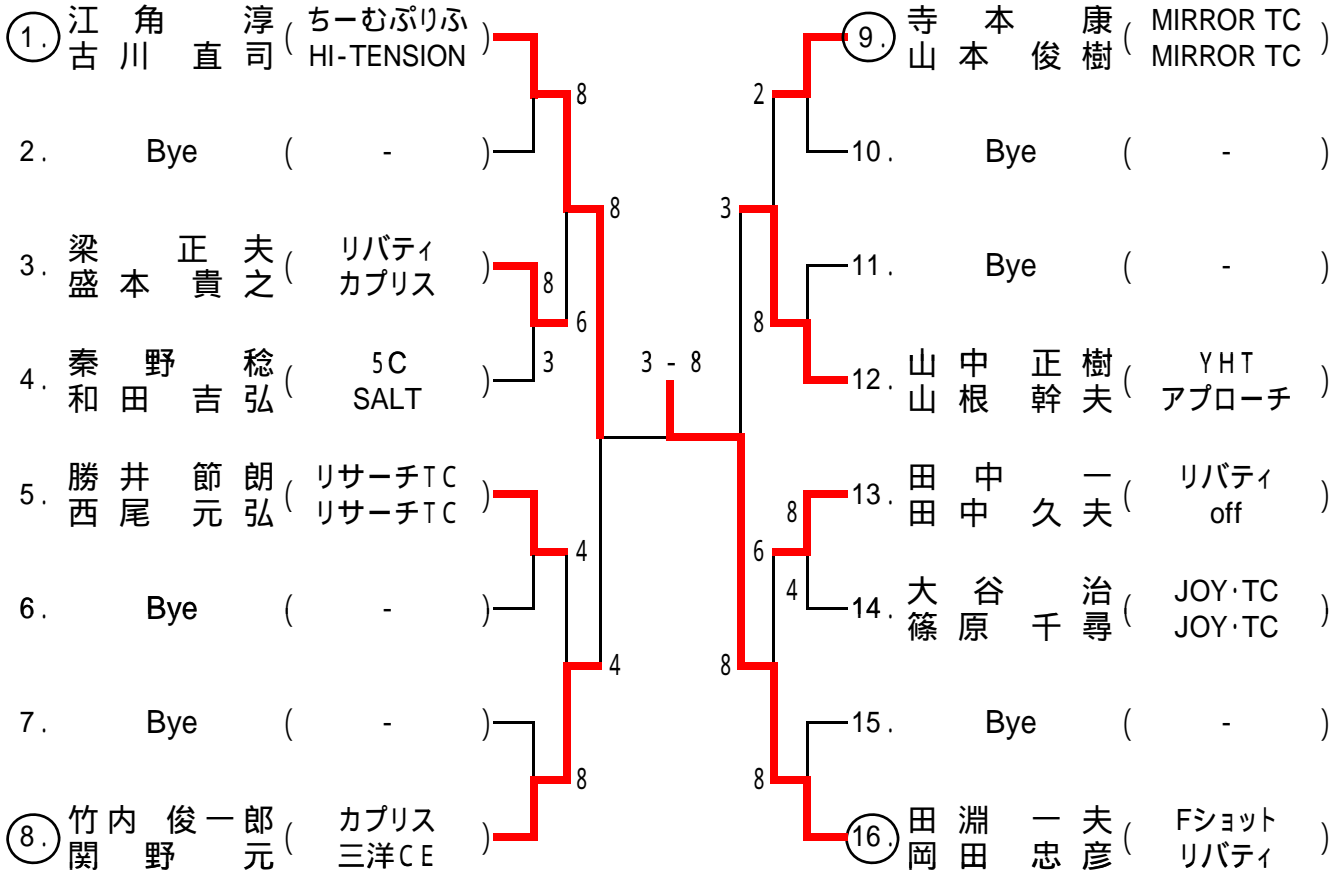 1. 江角 淳 ( ちーむぷりふ )
古川 直司 HI-TENSION
2. Bye ( - )
3. 梁 正夫 ( リバティ )
盛本 貴之 カプリス
4. 秦野 稔 ( 5C )
和田 吉弘 SALT
5. 勝井 節朗 ( リサーチTC )
西尾 元弘 リサーチTC
6. Bye ( - )
7. Bye ( - )
8. 竹内 俊一郎 ( カプリス )
関野 元 三洋CE
8
8
8
6
3
4
4
8
3 - 8
2
3
8
8
6
4
8
8
9. 寺本 康 ( MIRROR TC )
山本 俊樹 MIRROR TC
10. Bye ( - )
11. Bye ( - )
12. 山中 正樹 ( YHT )
山根 幹夫 アプローチ
13. 田中 一 ( リバティ )
田中 久夫 off
14. 大谷 治 ( JOY・TC )
篠原 千尋 JOY・TC
15. Bye ( - )
16. 田淵 一夫 ( Fショット )
岡田 忠彦 リバティ